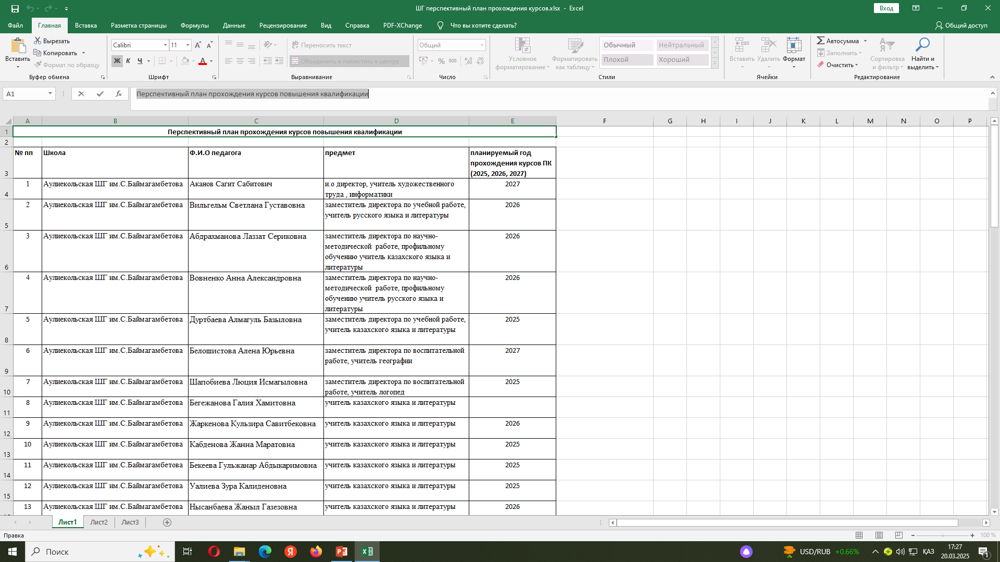 ШГ перспективный план прохождения курсов.xlsx - Excel
Вход
Файл Главная Вставка Разметка страницы Формулы Данные Рецензирование Вид Справка PDF-XChange Что вы хотите сделать? Общий доступ
Вставить
Вырезать
Копировать
Формат по образцу
Буфер обмена
Calibri 11
Ж К Ч
Шрифт
Переносить текст
Объединить и поместить в центре
Выравнивание
Общий
% 000
Число
Условное форматирование
Форматировать как таблицу
Обычный Нейтральный
Плохой Хороший
Стили
Вставить Удалить Формат
Ячейки
Автосумма
Заполнить
Очистить
Сортировка и фильтр
Найти и выделить
Редактирование
A1 fx Перспективный план прохождения курсов повышения квалификации
A B C D E F G H I J K L M N O P
1 Перспективный план прохождения курсов повышения квалификации
2
№ пп Школа Ф.И.О педагога предмет планируемый год
прохождения курсов ПК
3 (2025, 2026, 2027)
1 Аулиекольская ШГ им.С.Баймагамбетова Аканов Сагит Сабитович и.о директор, учитель художественного 2027
4 труда , информатики
2 Аулиекольская ШГ им.С.Баймагамбетова Вильгельм Светлана Густавовна заместитель директора по учебной работе, 2026
учитель русского языка и литературы
5
3 Аулиекольская ШГ им.С.Баймагамбетова Абдрахманова Лаззат Сериковна заместитель директора по научно- 2026
методической работе, профильному
обучению учитель казахского языка и
6 литературы
4 Аулиекольская ШГ им.С.Баймагамбетова Вовненко Анна Александровна заместитель директора по научно- 2026
методической работе, профильному
обучению учитель русского языка и
7 литературы
5 Аулиекольская ШГ им.С.Баймагамбетова Дуртбаева Алмагуль Базыловна заместитель директора по учебной работе, 2025
учитель казахского языка и литературы
8
6 Аулиекольская ШГ им.С.Баймагамбетова Белошистова Алена Юрьевна заместитель директора по воспитательной 2027
работе, учитель географии
9
7 Аулиекольская ШГ им.С.Баймагамбетова Шапобиева Люция Исмагыловна заместитель директора по воспитательной 2025
10 работе, учитель логопед
8 Аулиекольская ШГ им.С.Баймагамбетова Бегежанова Галия Хамитовна учитель казахского языка и литературы
11
9 Аулиекольская ШГ им.С.Баймагамбетова Жаркенова Кульзира Савитбековна учитель казахского языка и литературы 2026
12
10 Аулиекольская ШГ им.С.Баймагамбетова Кабденова Жанна Маратовна учитель казахского языка и литературы 2025
13
11 Аулиекольская ШГ им.С.Баймагамбетова Бекеева Гульжанар Абдыкаримовна учитель казахского языка и литературы 2025
14
12 Аулиекольская ШГ им.С.Баймагамбетова Уалиева Зура Калиденовна учитель казахского языка и литературы 2025
15
13 Аулиекольская ШГ им.С.Баймагамбетова Нысанбаева Жаныл Газезовна учитель казахского языка и литературы 2026
Лист1 Лист2 Лист3
Правка
100 %
Поиск
USD/RUB +0.66%
ҚАЗ
17:27
20.03.2025
1